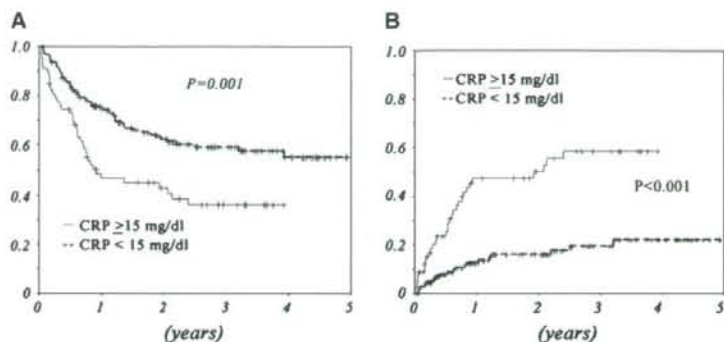 A
1.0
0.8
0.6
0.4
0.2
0
P=0.001
CRP ≥15 mg/dl
CRP < 15 mg/dl
0 1 2 3 4 5
(years)
B
1.0
0.8
0.6
0.4
0.2
0
CRP ≥15 mg/dl
CRP < 15 mg/dl
P<0.001
0 1 2 3 4 5
(years)